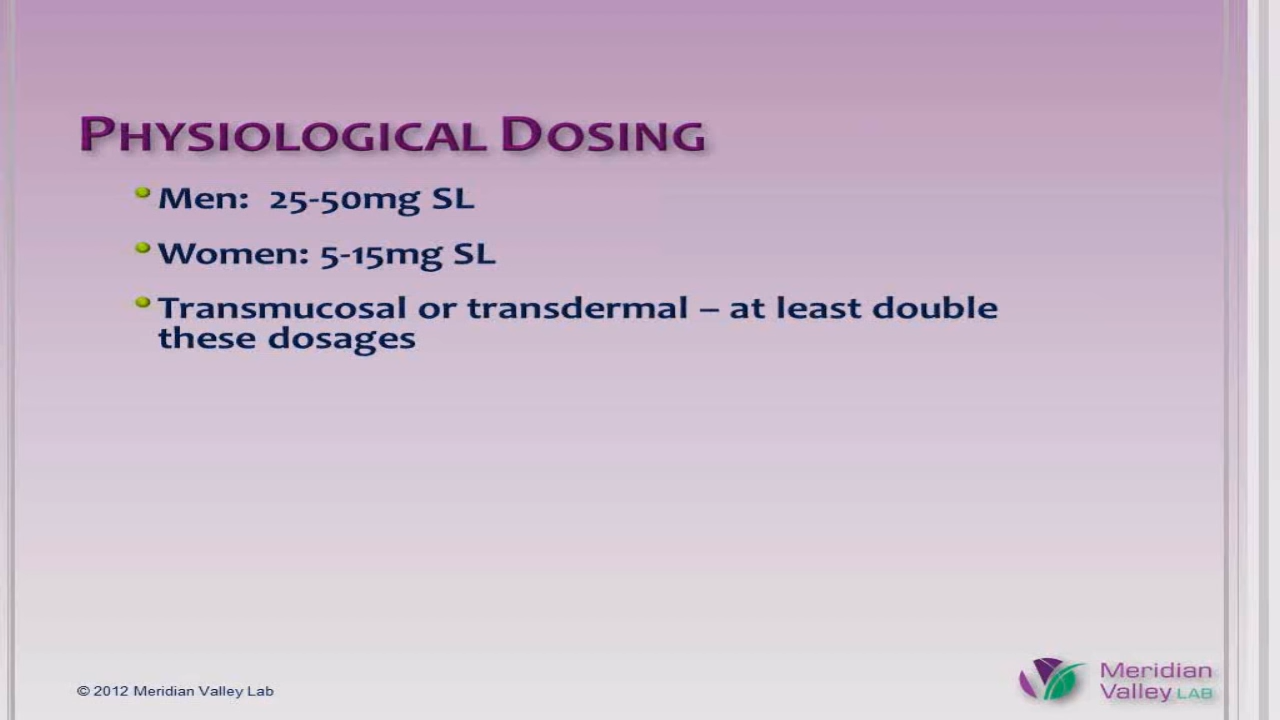 PHYSIOLOGICAL DOSING
Men: 25-50mg SL
Women: 5-15mg SL
Transmucosal or transdermal – at least double
these dosages
© 2012 Meridian Valley Lab
Meridian
Valley LAB